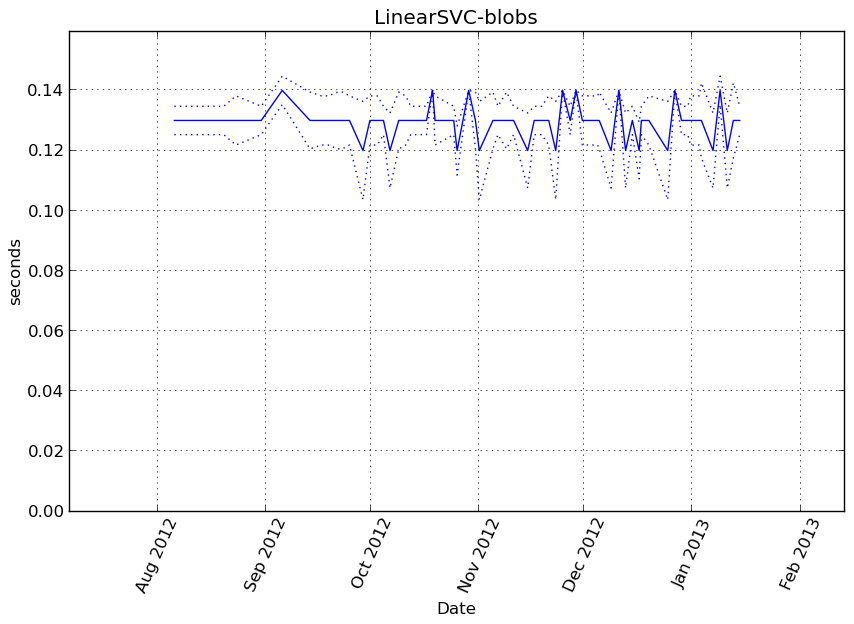 LinearSVC-blobs
0.14
0.12
0.10
0.08
0.06
0.04
0.02
0.00
seconds
Aug 2012
Sep 2012
Oct 2012
Nov 2012
Dec 2012
Jan 2013
Feb 2013
Date